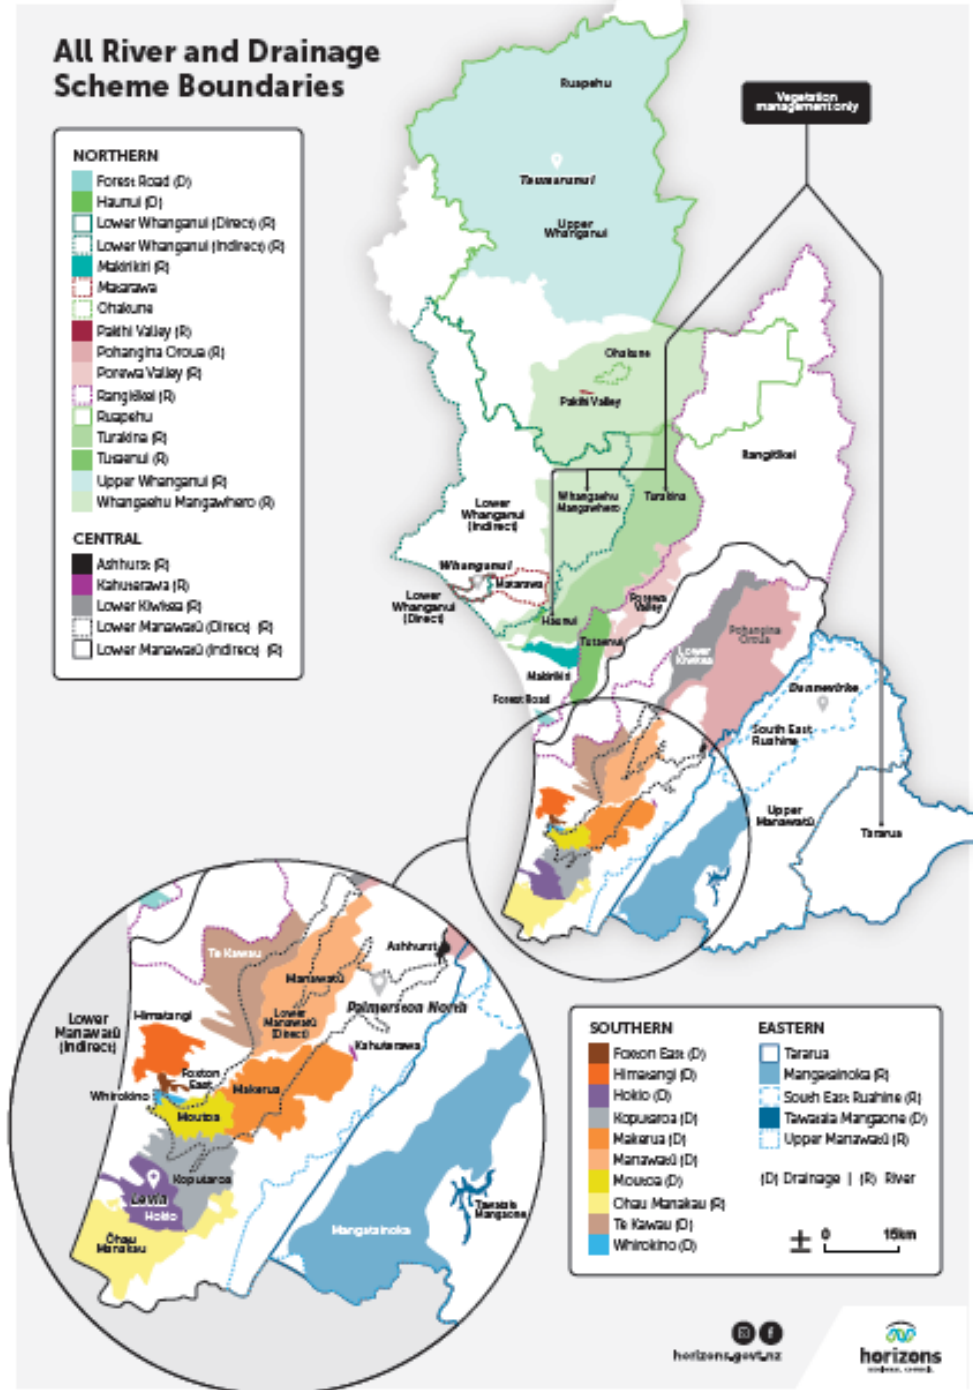 All River and Drainage
Scheme Boundaries
NORTHERN
Forest Road (D)
Haunui (D)
Lower Whanganui (Direct) (R)
Lower Whanganui (Indirect) (R)
Makirikiri (R)
Matarawa
Ohakune
Pakihi Valley (R)
Pohangina Oroua (R)
Porewa Valley (R)
Rangitīkei (R)
Ruapehu
Turakina (R)
Tutaenui (R)
Upper Whanganui (R)
Whangaehu Mangawhero (R)
CENTRAL
Ashhurst (R)
Kahuterawa (R)
Lower Kiwitea (R)
Lower Manawatū (Direct) (R)
Lower Manawatū (Indirect) (R)
Vegetation
management only
Ruapehu
Taumarunui
Upper
Whanganui
Ohakune
Pakihi Valley
Rangitīkei
Lower
Whanganui
(Indirect)
Whangaehu
Mangawhero
Turakina
Whanganui
Matarawa
Lower
Whanganui
(Direct)
Haunui
Porewa
Valley
Tutaenui
Makirikiri
Forest Road
Lower
Kiwitea
Pohangina
Oroua
Dannevirke
South East
Ruahine
Upper
Manawatū
Tararua
Te Kawau
Ashhurst
Manawatū
Palmerston North
Lower
Manawatū
(Indirect)
Himatangi
Lower
Manawatū
(Direct)
Kahuterawa
Foxton
East
Whirokino
Makerua
Moutoa
Koputaroa
Levin
Hokio
Ōhau
Manakau
Mangatainoka
Tawataia
Mangaone
SOUTHERN
Foxton East (D)
Himatangi (D)
Hokio (D)
Koputaroa (D)
Makerua (D)
Manawatū (D)
Moutoa (D)
Ohau Manakau (R)
Te Kawau (D)
Whirokino (D)
EASTERN
Tararua
Mangatainoka (R)
South East Ruahine (R)
Tawataia Mangaone (D)
Upper Manawatū (R)
(D) Drainage | (R) River
0 15km
horizons.govt.nz
horizons
REGIONAL COUNCIL